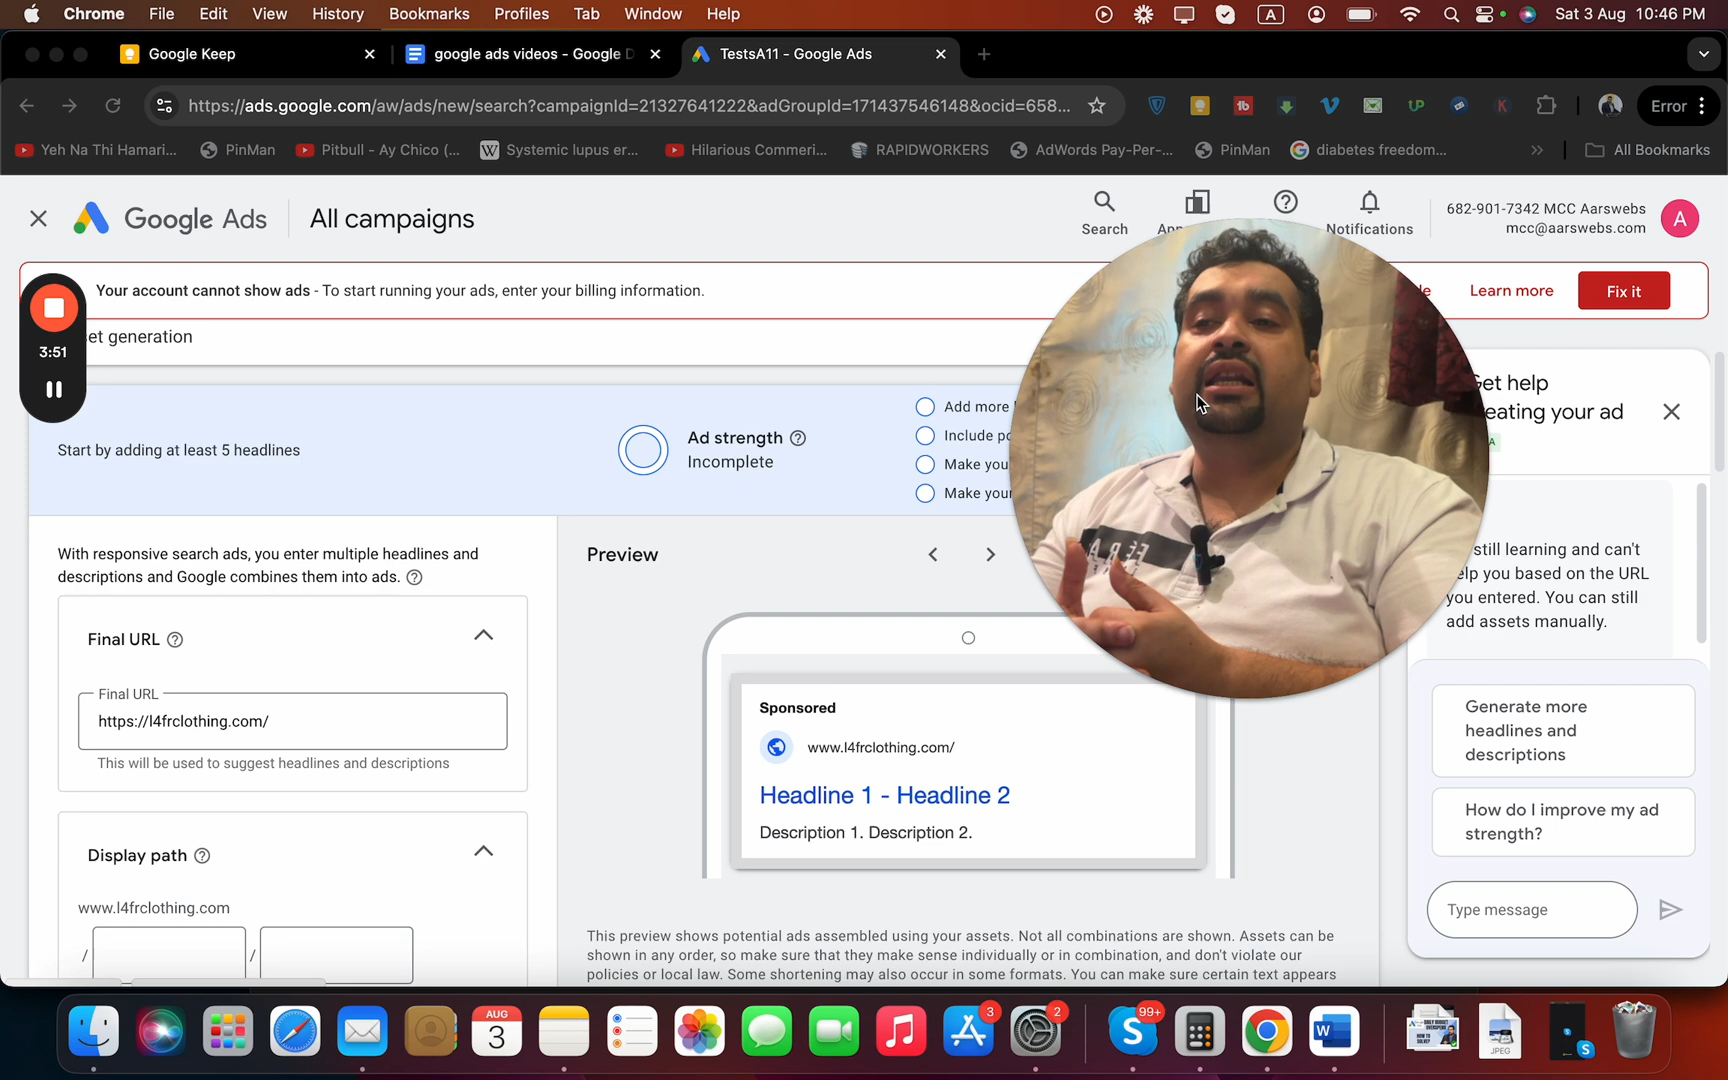 Chrome File Edit View History Bookmarks Profiles Tab Window Help A Sat 3 Aug 10:46 PM
Google Keep google ads videos - Google D TestsA11 - Google Ads
https://ads.google.com/aw/ads/new/search?campaignId=21327641222&adGroupId=171437546148&ocid=658... Error
Yeh Na Thi Hamari... PinMan Pitbull - Ay Chico (... Systemic lupus er... Hilarious Commeri... RAPIDWORKERS AdWords Pay-Per-... PinMan diabetes freedom... All Bookmarks
Google Ads All campaigns
Search
Notifications
682-901-7342 MCC Aarswebs
mcc@aarswebs.com
A
Your account cannot show ads - To start running your ads, enter your billing information.
Learn more Fix it
3:51
et generation
Start by adding at least 5 headlines
Ad strength
Incomplete
Add more
Include po
Make you
Make your
Get help
eating your ad
With responsive search ads, you enter multiple headlines and
descriptions and Google combines them into ads.
Final URL
Final URL
https://l4frclothing.com/
This will be used to suggest headlines and descriptions
Display path
www.l4frclothing.com
/ /
Preview
Sponsored
www.l4frclothing.com/
Headline 1 - Headline 2
Description 1. Description 2.
This preview shows potential ads assembled using your assets. Not all combinations are shown. Assets can be
shown in any order, so make sure that they make sense individually or in combination, and don't violate our
policies or local law. Some shortening may also occur in some formats. You can make sure certain text appears
still learning and can't
elp you based on the URL
you entered. You can still
add assets manually.
Generate more
headlines and
descriptions
How do I improve my ad
strength?
Type message
AUG
3
3
2
99+
JPEG